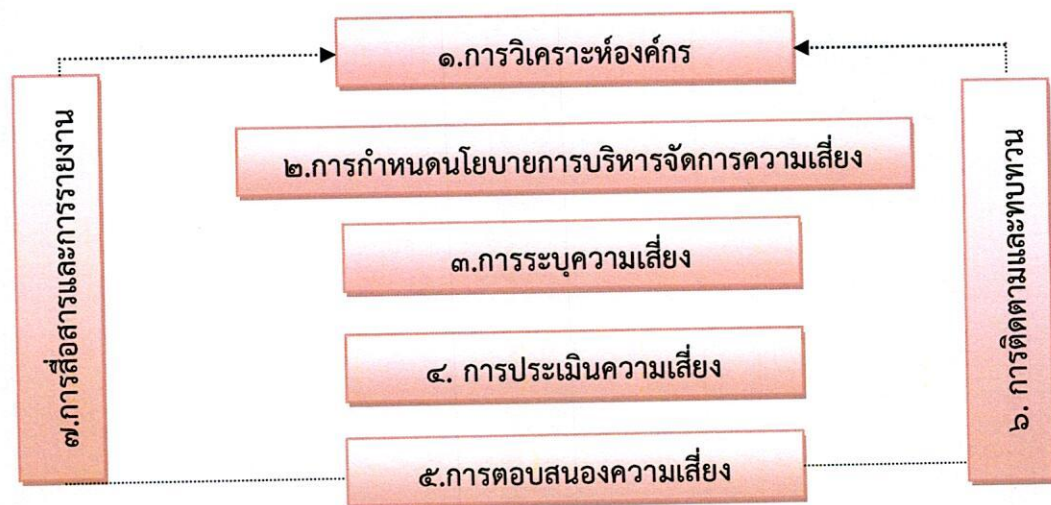 ๑.การวิเคราะห์องค์กร
๒.การกำหนดนโยบายการบริหารจัดการความเสี่ยง
๓.การระบุความเสี่ยง
๔. การประเมินความเสี่ยง
๕.การตอบสนองความเสี่ยง
๖. การติดตามและทบทวน
๗.การสื่อสารและการรายงาน